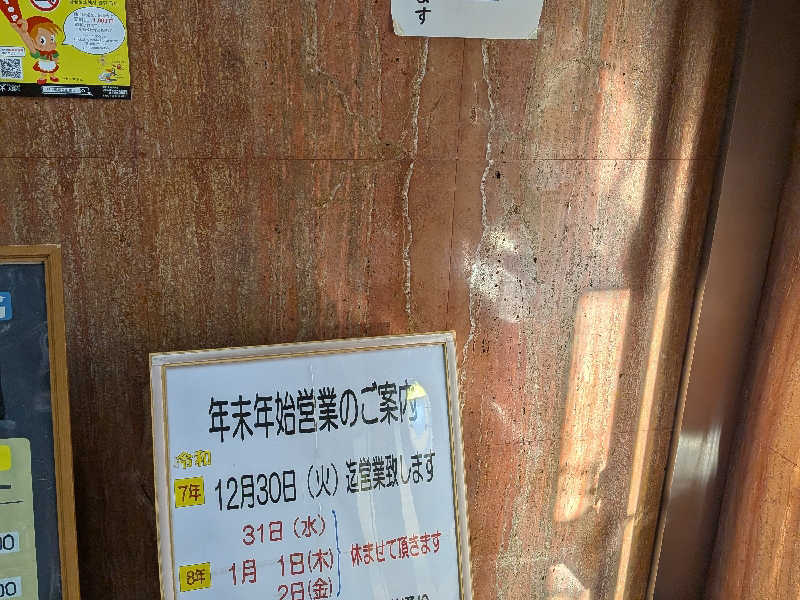 ます
年末年始営業のご案内
令和
7年 12月30日（火）迄営業致します
31日（水）
8年 1月 1日(木) 休ませて頂きます
2日(金)